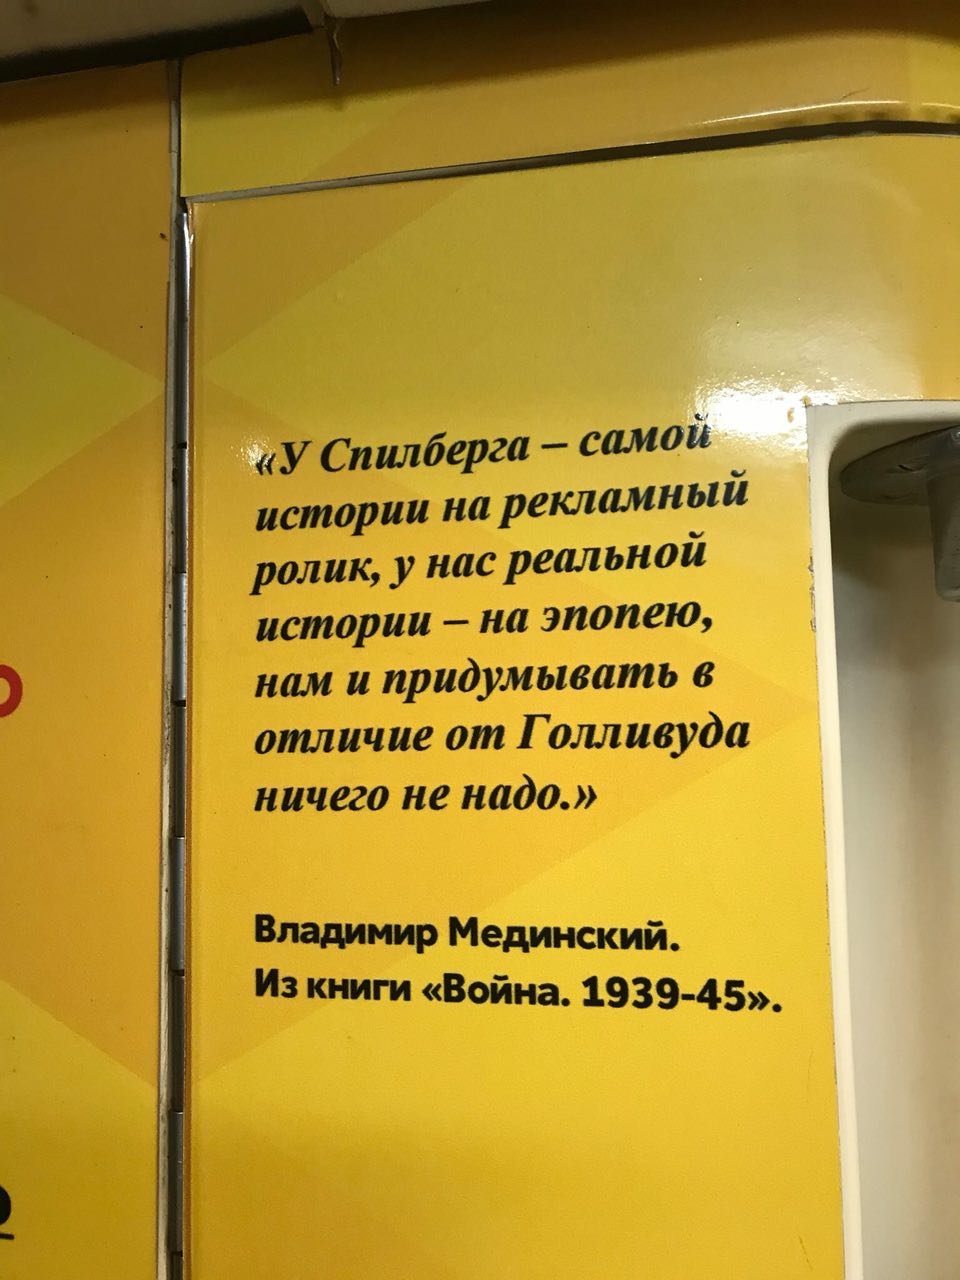 «У Спилберга – самой
истории на рекламный
ролик, у нас реальной
истории – на эпопею,
нам и придумывать в
отличие от Голливуда
ничего не надо.»
Владимир Мединский.
Из книги «Война. 1939-45».